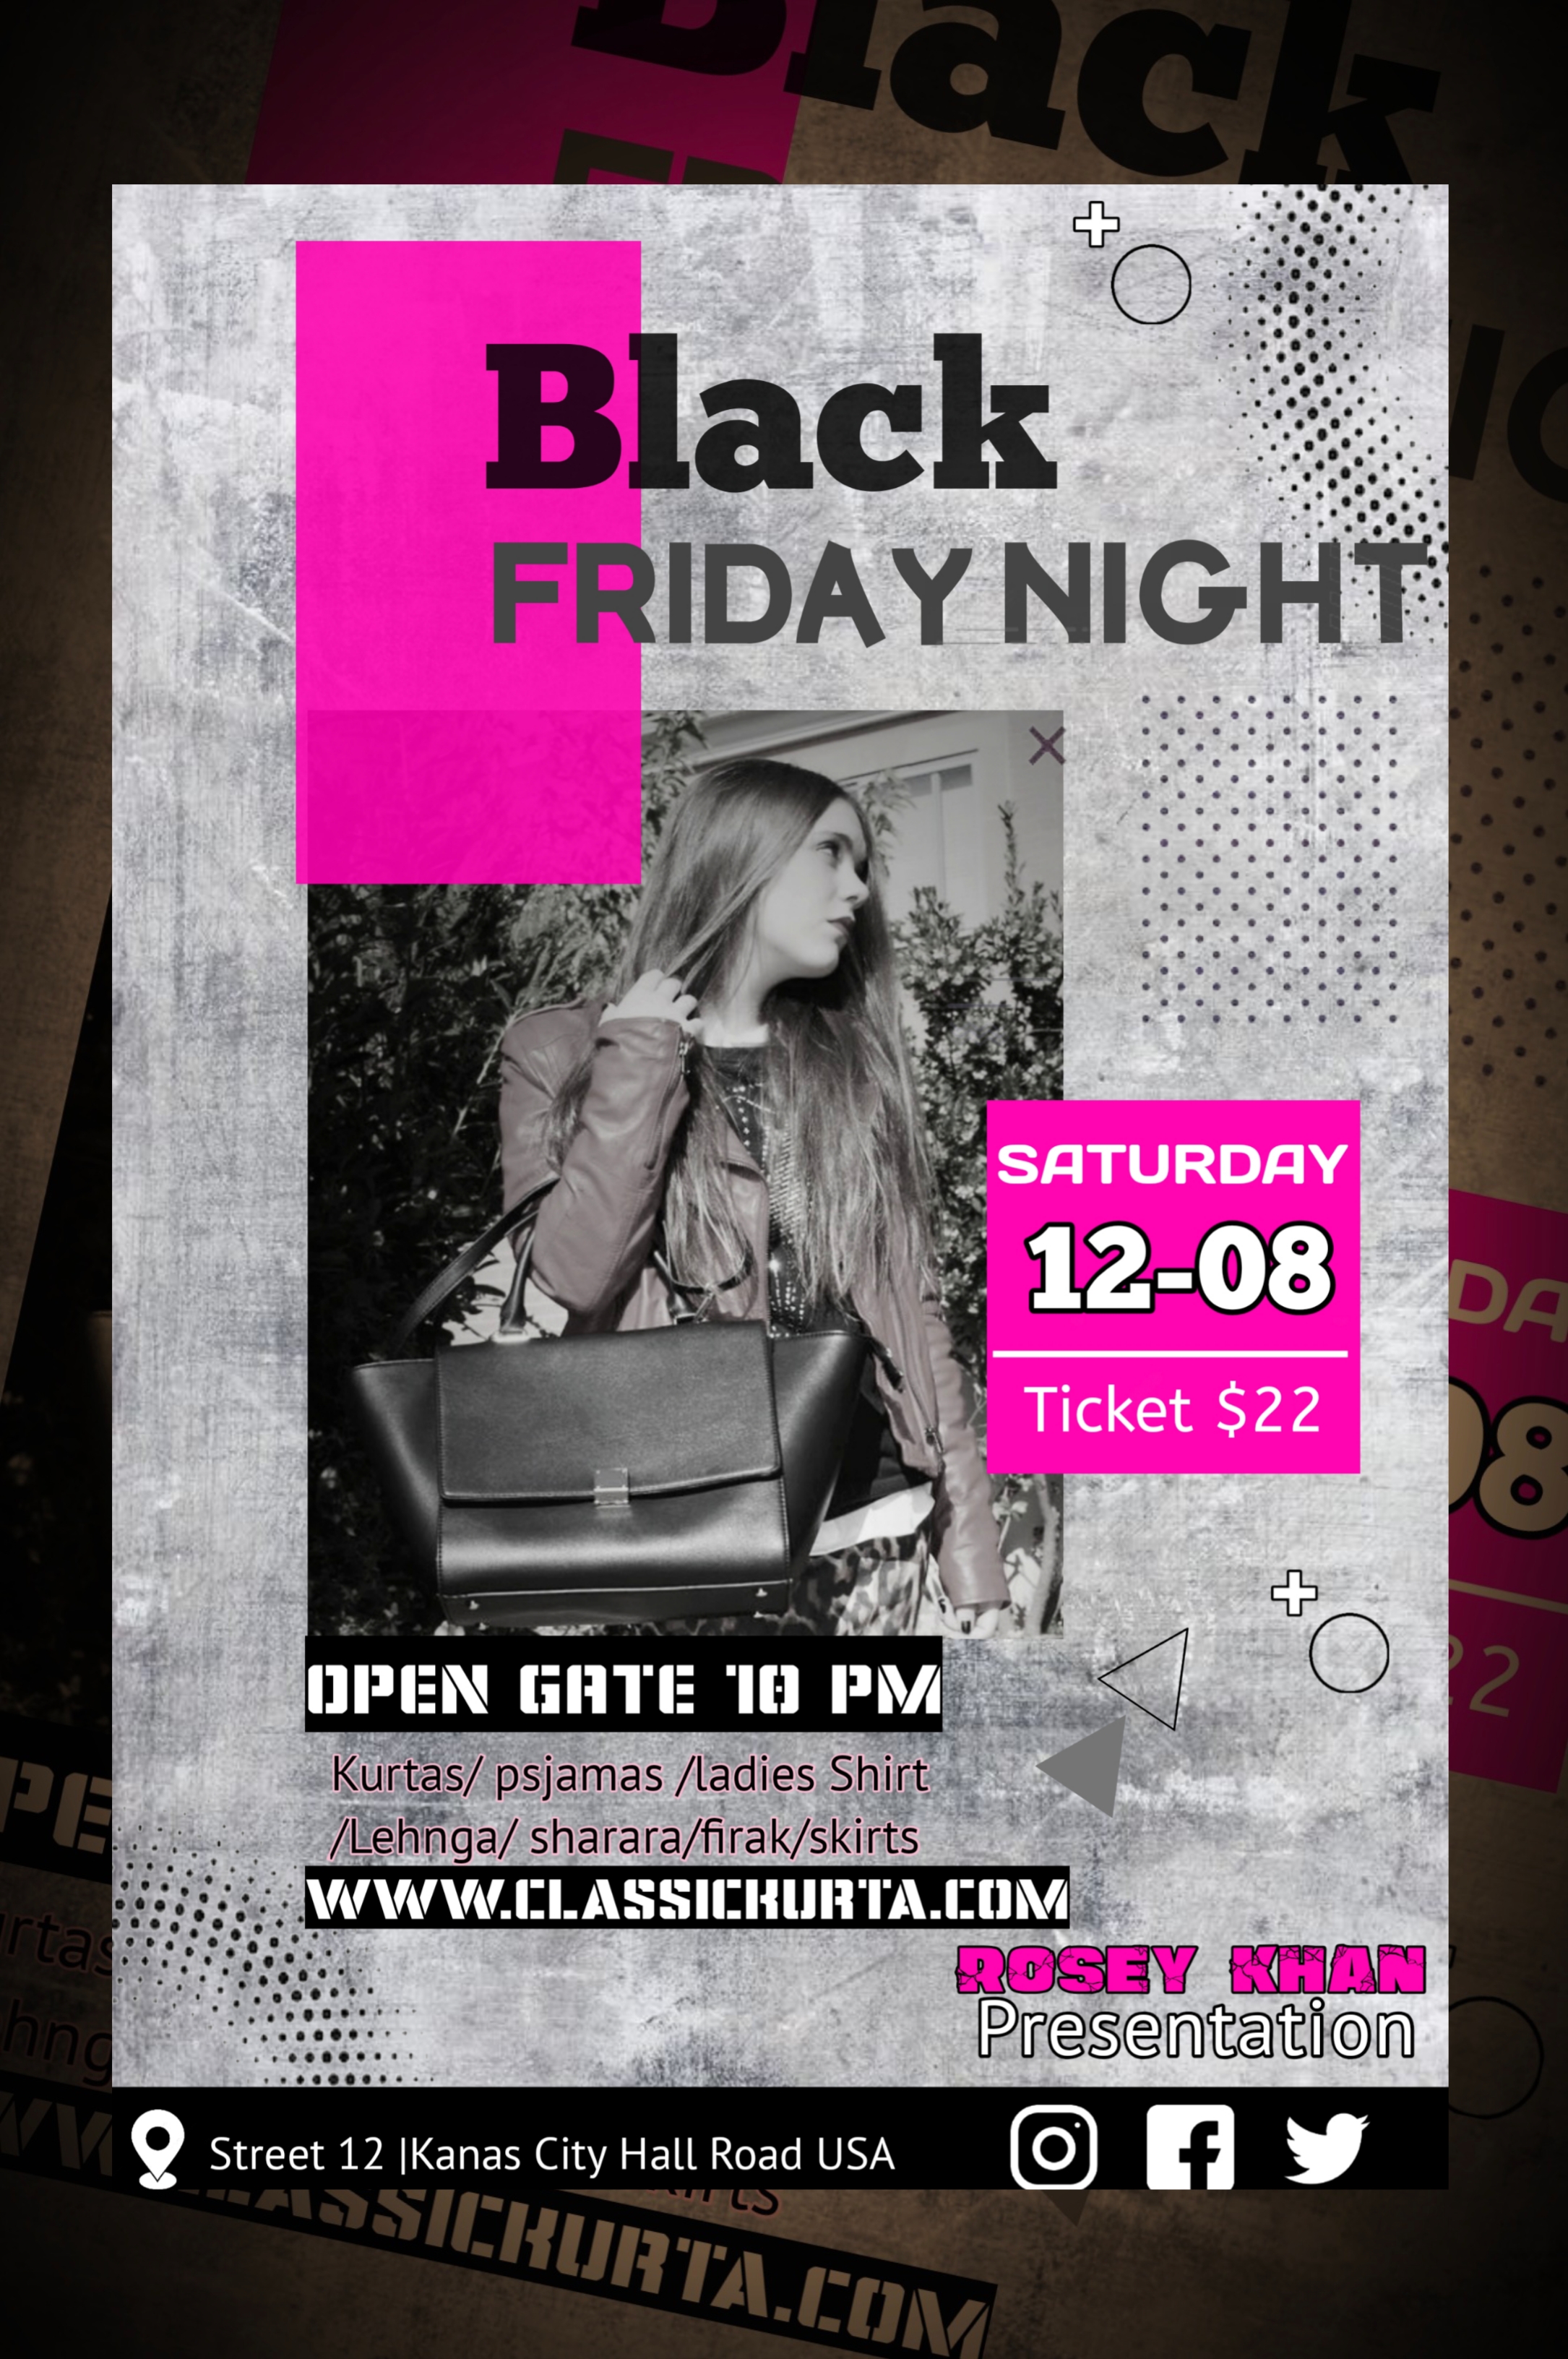 Black
FRIDAY NIGHT
SATURDAY
12-08
Ticket $22
OPEN GATE 10 PM
Kurtas/ psjamas /ladies Shirt
/Lehnga/ sharara/firak/skirts
WWW.CLASSICKURTA.COM
ROSEY KHAN
Presentation
Street 12 |Kanas City Hall Road USA